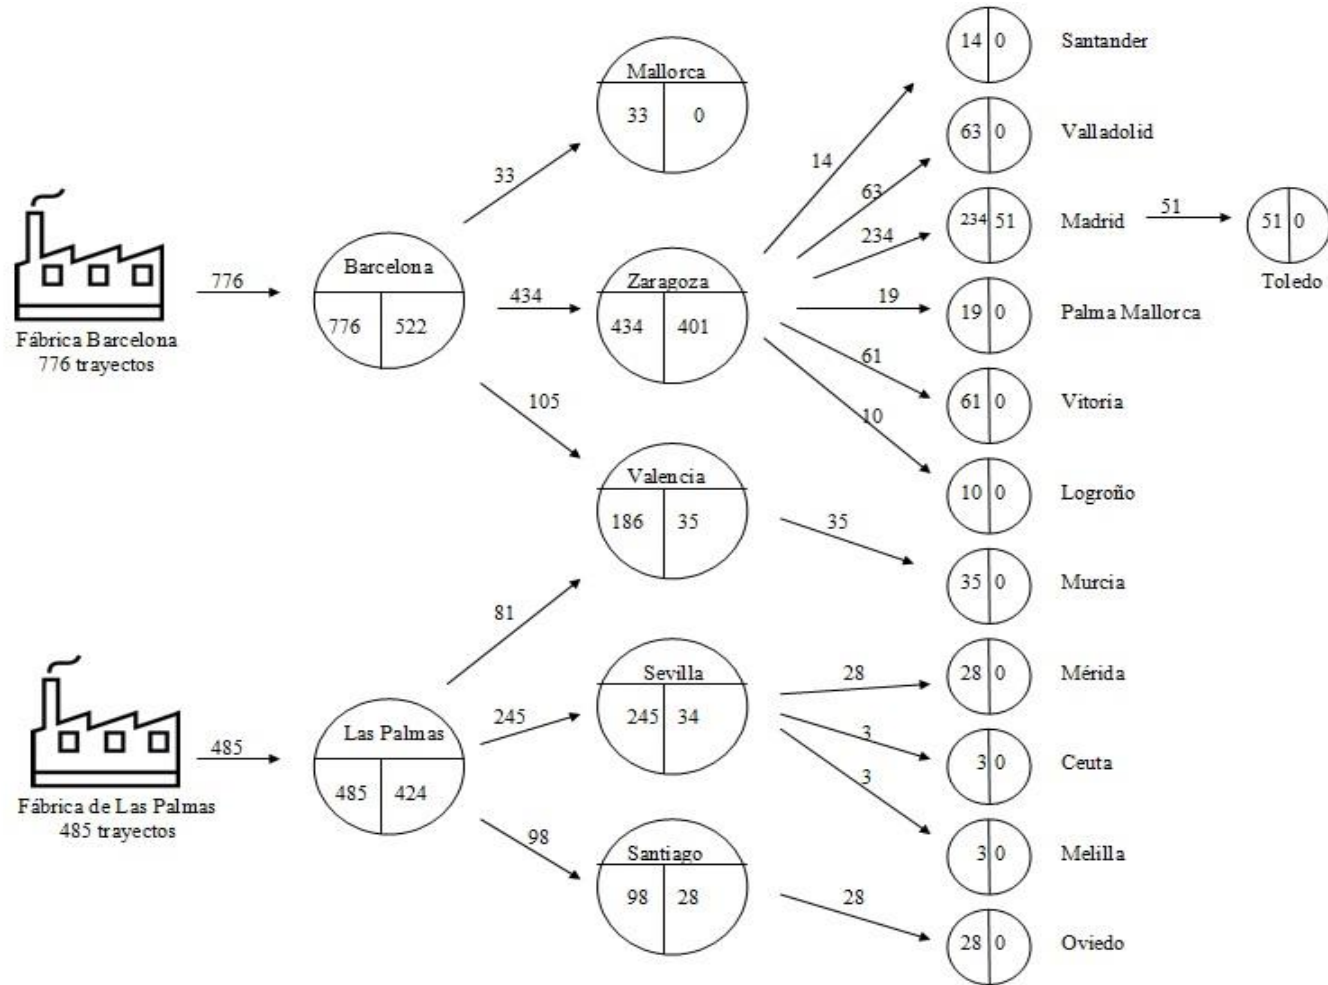 14 0 Santander
Mallorca
33 0
63 0 Valladolid
14
33
63
234 51 Madrid
51
51 0
Toledo
234
Barcelona
776 522
776
434
Zaragoza
434 401
19
19 0 Palma Mallorca
Fábrica Barcelona
776 trayectos
61
105
61 0 Vitoria
10
Valencia
186 35
10 0 Logroño
35
35 0 Murcia
81
Sevilla
245 34
28
28 0 Mérida
Las Palmas
485 424
485
245
3
3 0 Ceuta
3
Fábrica de Las Palmas
485 trayectos
98
Santiago
98 28
3 0 Melilla
28
28 0 Oviedo